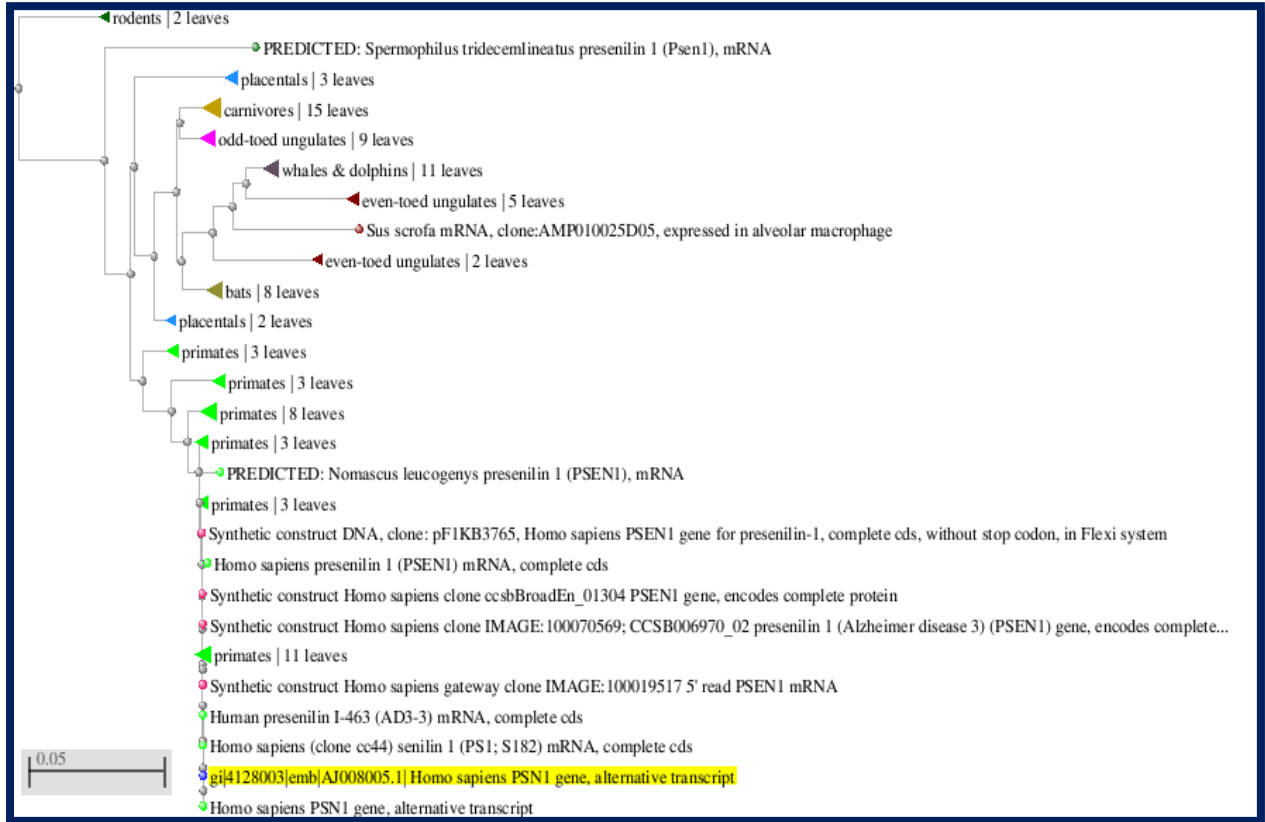 rodents | 2 leaves
PREDICTED: Spermophilus tridecemlineatus presenilin 1 (Psen1), mRNA
placentals | 3 leaves
carnivores | 15 leaves
odd-toed ungulates | 9 leaves
whales & dolphins | 11 leaves
even-toed ungulates | 5 leaves
Sus scrofa mRNA, clone:AMP010025D05, expressed in alveolar macrophage
even-toed ungulates | 2 leaves
bats | 8 leaves
placentals | 2 leaves
primates | 3 leaves
primates | 3 leaves
primates | 8 leaves
primates | 3 leaves
PREDICTED: Nomascus leucogenys presenilin 1 (PSEN1), mRNA
primates | 3 leaves
Synthetic construct DNA, clone: pF1KB3765, Homo sapiens PSEN1 gene for presenilin-1, complete cds, without stop codon, in Flexi system
Homo sapiens presenilin 1 (PSEN1) mRNA, complete cds
Synthetic construct Homo sapiens clone ccsbBroadEn_01304 PSEN1 gene, encodes complete protein
Synthetic construct Homo sapiens clone IMAGE:100070569; CCSB006970_02 presenilin 1 (Alzheimer disease 3) (PSEN1) gene, encodes complete...
primates | 11 leaves
Synthetic construct Homo sapiens gateway clone IMAGE:100019517 5' read PSEN1 mRNA
Human presenilin I-463 (AD3-3) mRNA, complete cds
Homo sapiens (clone cc44) senilin 1 (PS1; S182) mRNA, complete cds
0.05
gi|4128003|emb|AJ008005.1| Homo sapiens PSN1 gene, alternative transcript
Homo sapiens PSN1 gene, alternative transcript